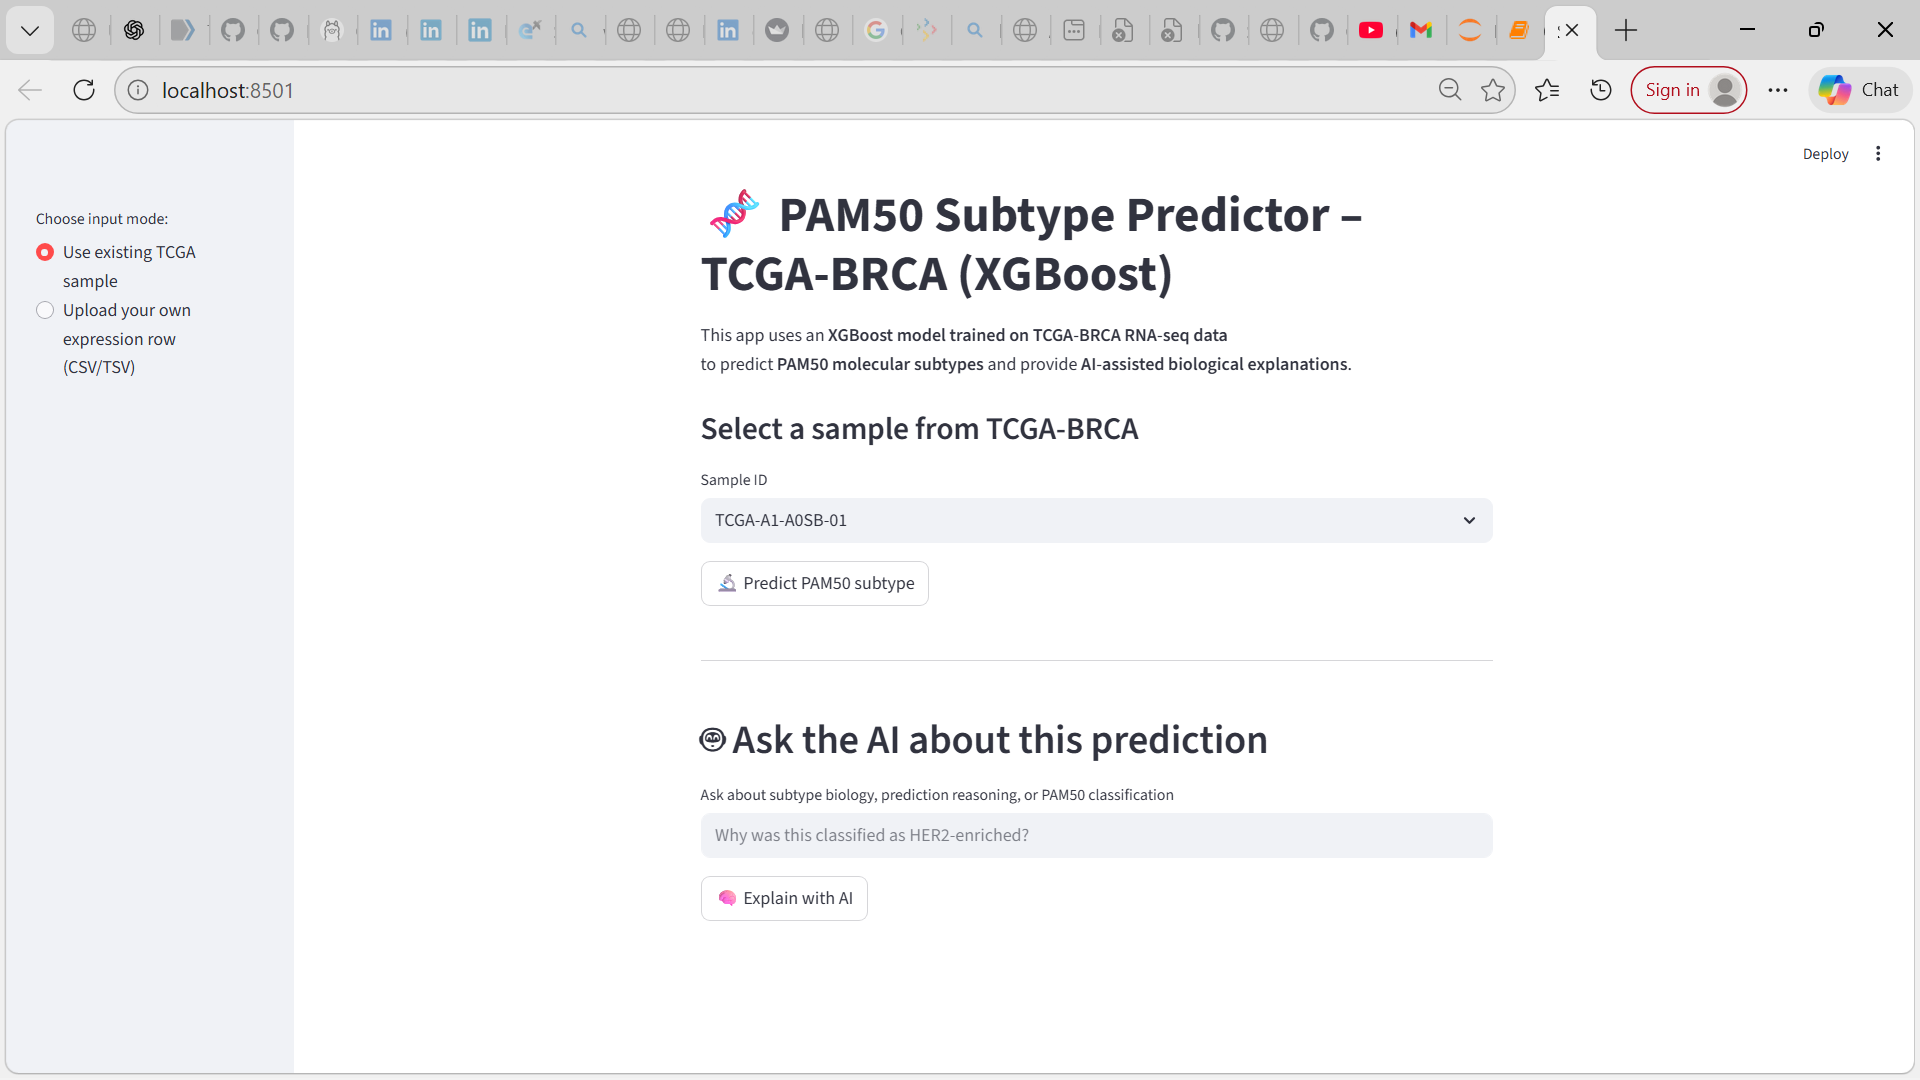 localhost:8501
Sign in
Chat
Deploy
Choose input mode:
Use existing TCGA
sample
Upload your own
expression row
(CSV/TSV)
PAM50 Subtype Predictor –
TCGA-BRCA (XGBoost)
This app uses an XGBoost model trained on TCGA-BRCA RNA-seq data
to predict PAM50 molecular subtypes and provide AI-assisted biological explanations.
Select a sample from TCGA-BRCA
Sample ID
TCGA-A1-A0SB-01
Predict PAM50 subtype
Ask the AI about this prediction
Ask about subtype biology, prediction reasoning, or PAM50 classification
Why was this classified as HER2-enriched?
Explain with AI